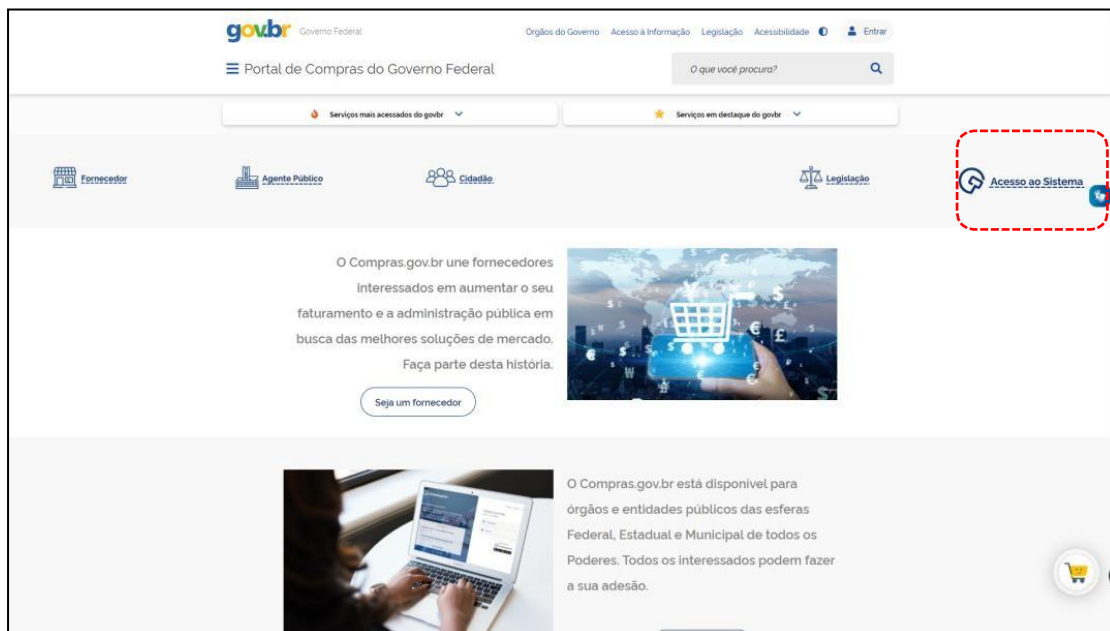 gov.br Governo Federal
Órgãos do Governo Acesso à Informação Legislação Acessibilidade Entrar
Portal de Compras do Governo Federal
O que você procura?
Serviços mais acessados do govbr
Serviços em destaque do govbr
Fornecedor
Agente Público
Cidadão
Legislação
Acesso ao Sistema
O Compras.gov.br une fornecedores
interessados em aumentar o seu
faturamento e a administração pública em
busca das melhores soluções de mercado.
Faça parte desta história.
Seja um fornecedor
O Compras.gov.br está disponível para
órgãos e entidades públicos das esferas
Federal, Estadual e Municipal de todos os
Poderes. Todos os interessados podem fazer
a sua adesão.